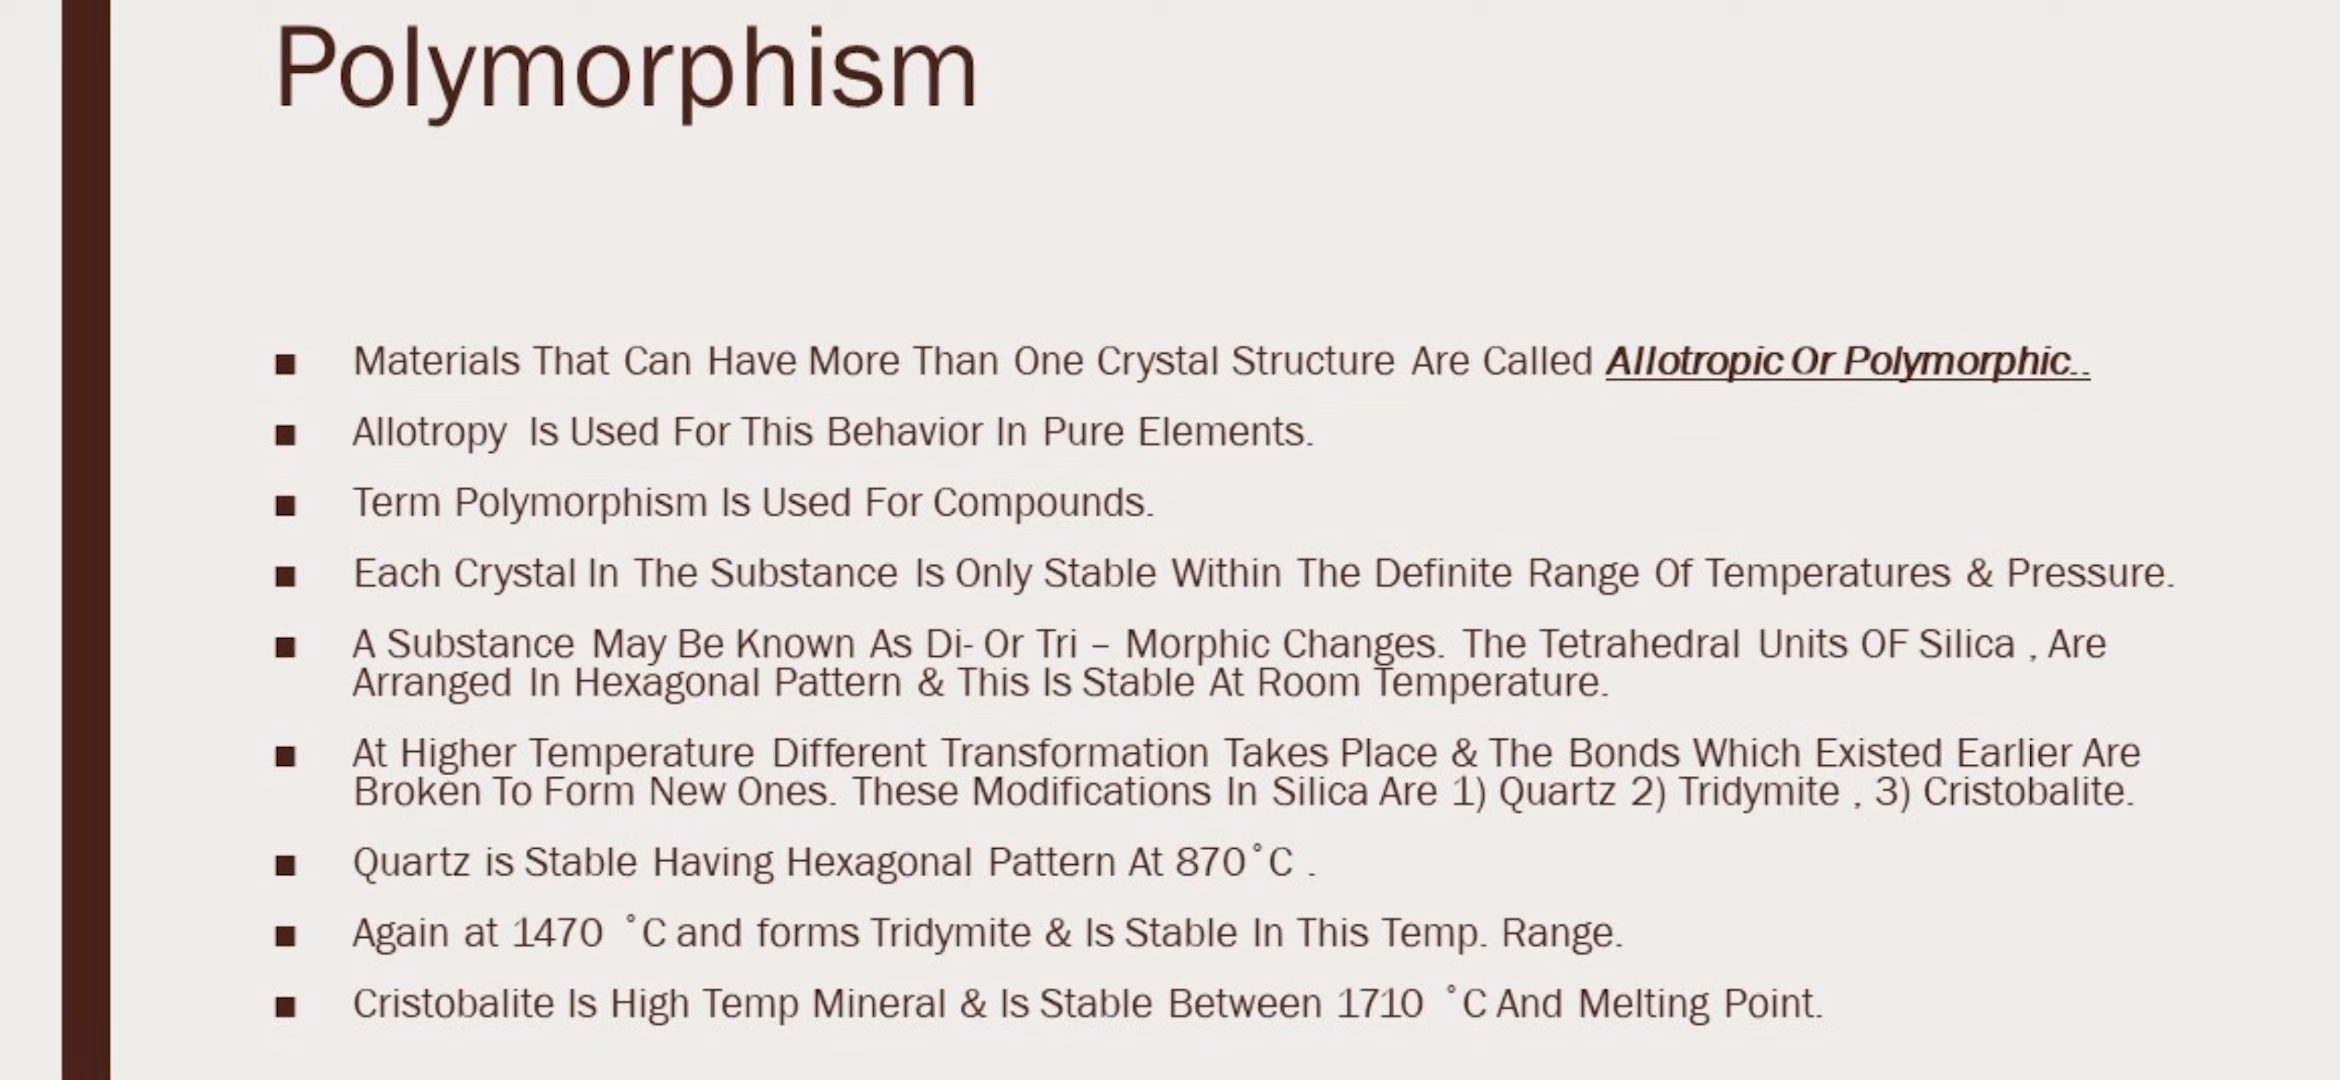 Polymorphism
■ Materials That Can Have More Than One Crystal Structure Are Called Allotropic Or Polymorphic..
■ Allotropy Is Used For This Behavior In Pure Elements.
■ Term Polymorphism Is Used For Compounds.
■ Each Crystal In The Substance Is Only Stable Within The Definite Range Of Temperatures & Pressure.
■ A Substance May Be Known As Di- Or Tri – Morphic Changes. The Tetrahedral Units OF Silica , Are
Arranged In Hexagonal Pattern & This Is Stable At Room Temperature.
■ At Higher Temperature Different Transformation Takes Place & The Bonds Which Existed Earlier Are
Broken To Form New Ones. These Modifications In Silica Are 1) Quartz 2) Tridymite , 3) Cristobalite.
■ Quartz is Stable Having Hexagonal Pattern At 870˚C .
■ Again at 1470 ˚C and forms Tridymite & Is Stable In This Temp. Range.
■ Cristobalite Is High Temp Mineral & Is Stable Between 1710 ˚C And Melting Point.